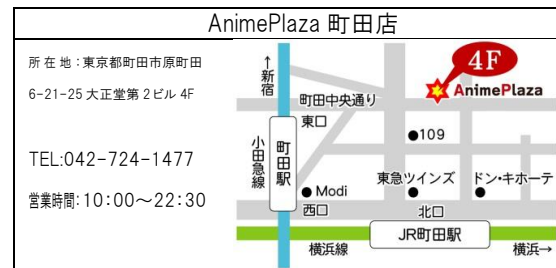 AnimePlaza 町田店
所在地：東京都町田市原町田
6-21-25 大正堂第2ビル 4F
TEL:042-724-1477
営業時間：10：00～22：30
↑新宿
4F
AnimePlaza
町田中央通り
東口
●109
小田急線
町田駅
●Modi
東急ツインズ
ドン・キホーテ
西口
北口
JR町田駅
横浜線
横浜→